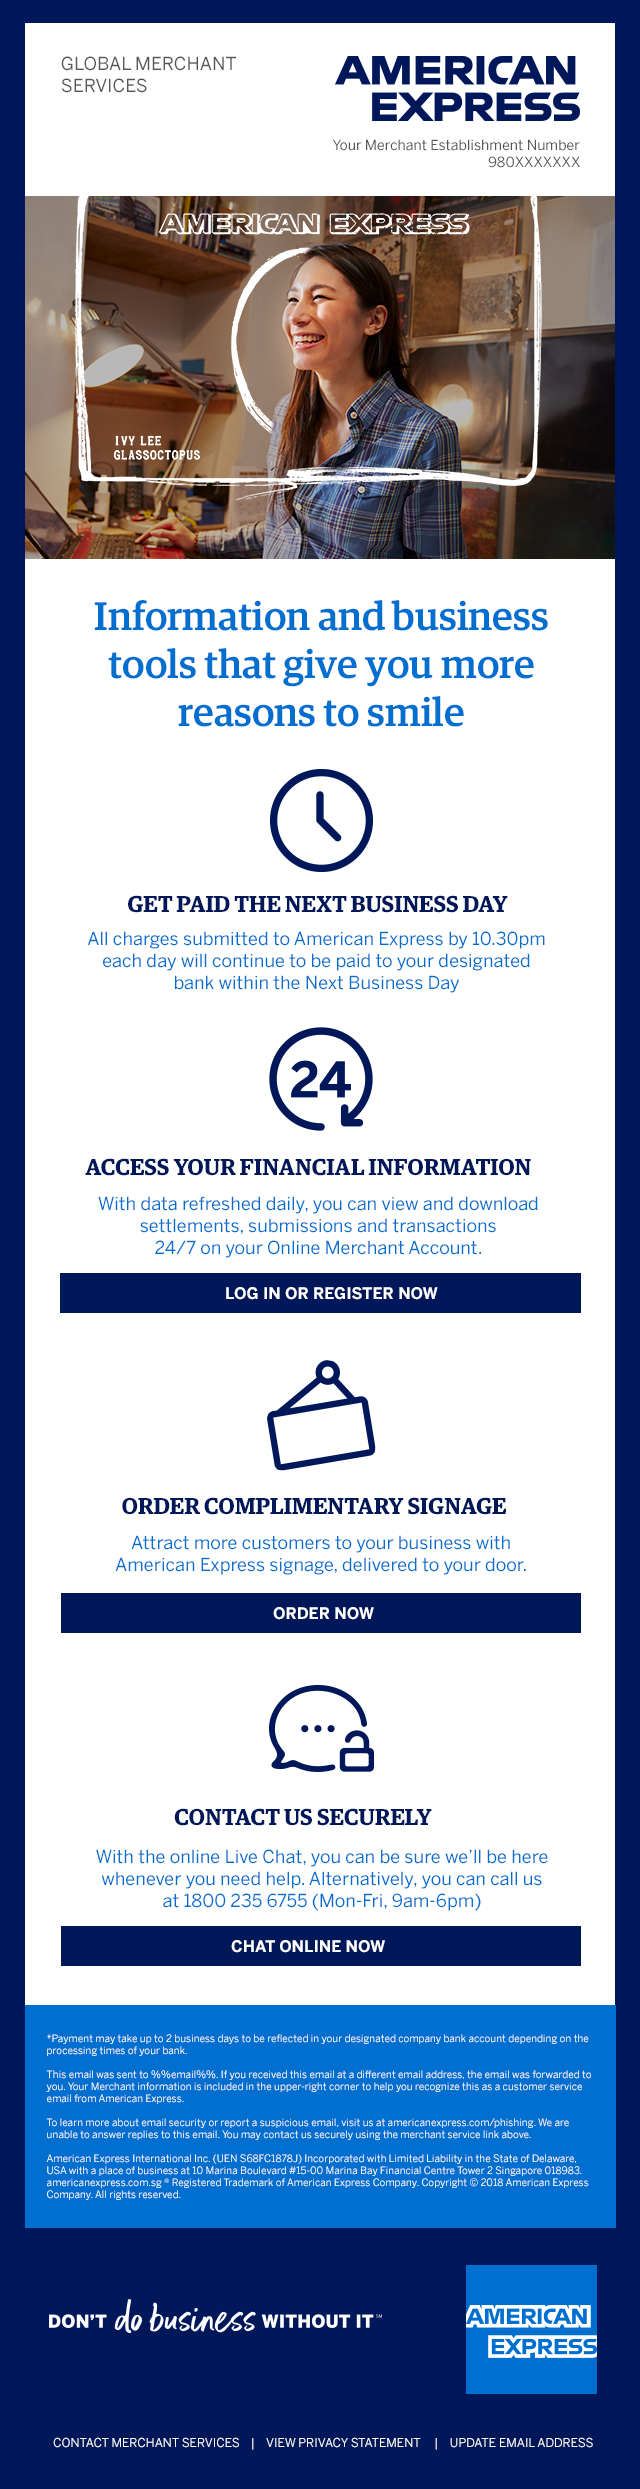 GLOBAL MERCHANT
SERVICES
AMERICAN
EXPRESS
Your Merchant Establishment Number
980XXXXXXX
AMERICAN EXPRESS
IVY LEE
GLASSOCTOPUS
Information and business
tools that give you more
reasons to smile
GET PAID THE NEXT BUSINESS DAY
All charges submitted to American Express by 10.30pm
each day will continue to be paid to your designated
bank within the Next Business Day
24
ACCESS YOUR FINANCIAL INFORMATION
With data refreshed daily, you can view and download
settlements, submissions and transactions
24/7 on your Online Merchant Account.
LOG IN OR REGISTER NOW
ORDER COMPLIMENTARY SIGNAGE
Attract more customers to your business with
American Express signage, delivered to your door.
ORDER NOW
CONTACT US SECURELY
With the online Live Chat, you can be sure we'll be here
whenever you need help. Alternatively, you can call us
at 1800 235 6755 (Mon-Fri, 9am-6pm)
CHAT ONLINE NOW
*Payment may take up to 2 business days to be reflected in your designated company bank account depending on the
processing times of your bank.
This email was sent to %%email%%. If you received this email at a different email address, the email was forwarded to
you. Your Merchant information is included in the upper-right corner to help you recognize this as a customer service
email from American Express.
To learn more about email security or report a suspicious email, visit us at americanexpress.com/phishing. We are
unable to answer replies to this email. You may contact us securely using the merchant service link above.
American Express International Inc. (UEN S68FC1878J) Incorporated with Limited Liability in the State of Delaware,
USA with a place of business at 10 Marina Boulevard #15-00 Marina Bay Financial Centre Tower 2 Singapore 018983.
americanexpress.com.sg ® Registered Trademark of American Express Company. Copyright © 2018 American Express
Company. All rights reserved.
DON'T do business WITHOUT IT℠
AMERICAN
EXPRESS
CONTACT MERCHANT SERVICES | VIEW PRIVACY STATEMENT | UPDATE EMAIL ADDRESS